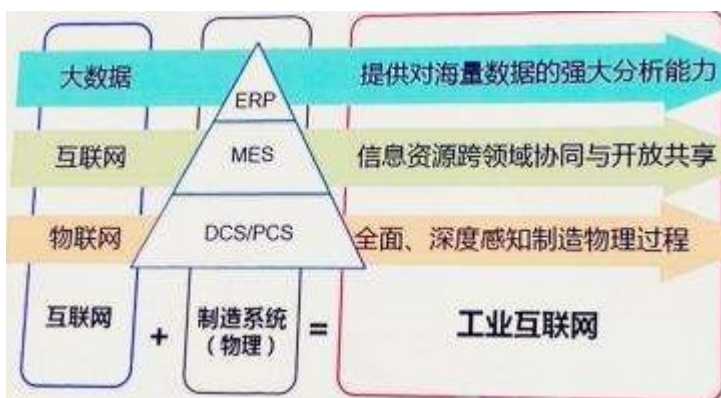 大数据
ERP
提供对海量数据的强大分析能力
互联网
MES
信息资源跨领域协同与开放共享
物联网
DCS/PCS
全面、深度感知制造物理过程
互联网
+
制造系统
（物理）
=
工业互联网